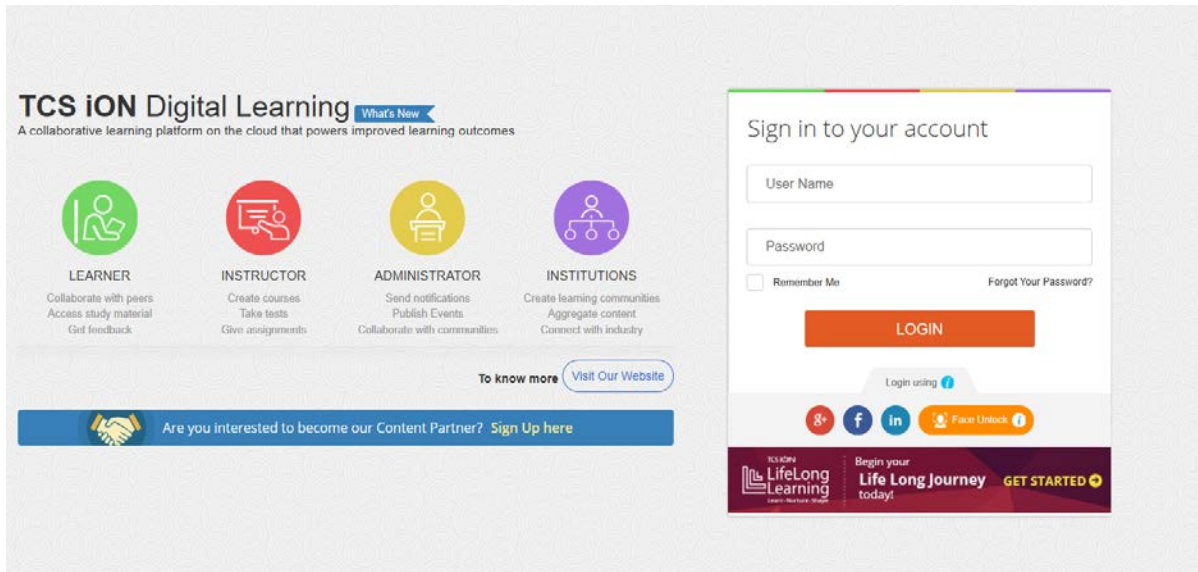 TCS iON Digital Learning What's New
A collaborative learning platform on the cloud that powers improved learning outcomes
LEARNER
Collaborate with peers
Access study material
Get feedback
INSTRUCTOR
Create courses
Take tests
Give assignments
ADMINISTRATOR
Send notifications
Publish Events
Collaborate with communities
INSTITUTIONS
Create learning communities
Aggregate content
Connect with industry
To know more Visit Our Website
Are you interested to become our Content Partner? Sign Up here
Sign in to your account
User Name
Password
Remember Me Forgot Your Password?
LOGIN
Login using i
8+ f in Face Unlock i
TCS iON
LifeLong
Learning
Learn-Nurture-Shape
Begin your
Life Long Journey
today!
GET STARTED